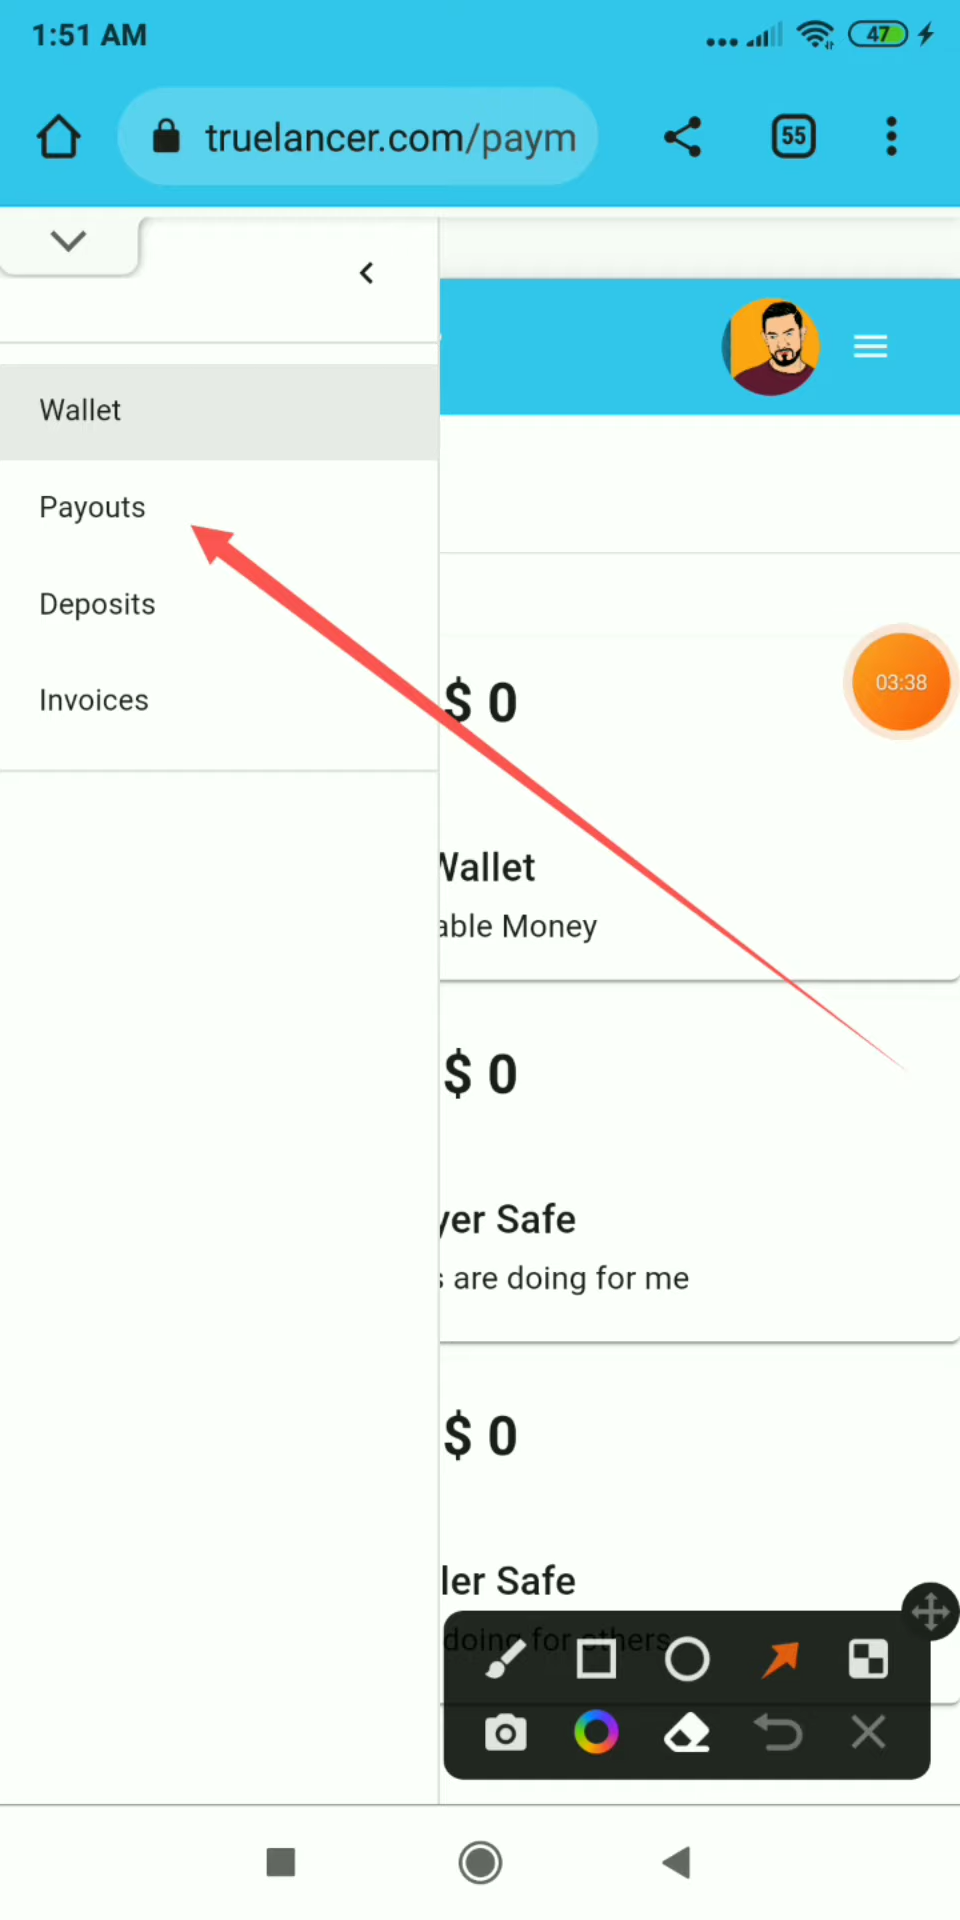 1:51 AM
47
truelancer.com/paym
55
Wallet
Payouts
Deposits
Invoices
03:38
$ 0
Wallet
able Money
$ 0
yer Safe
s are doing for me
$ 0
ler Safe
doing for others